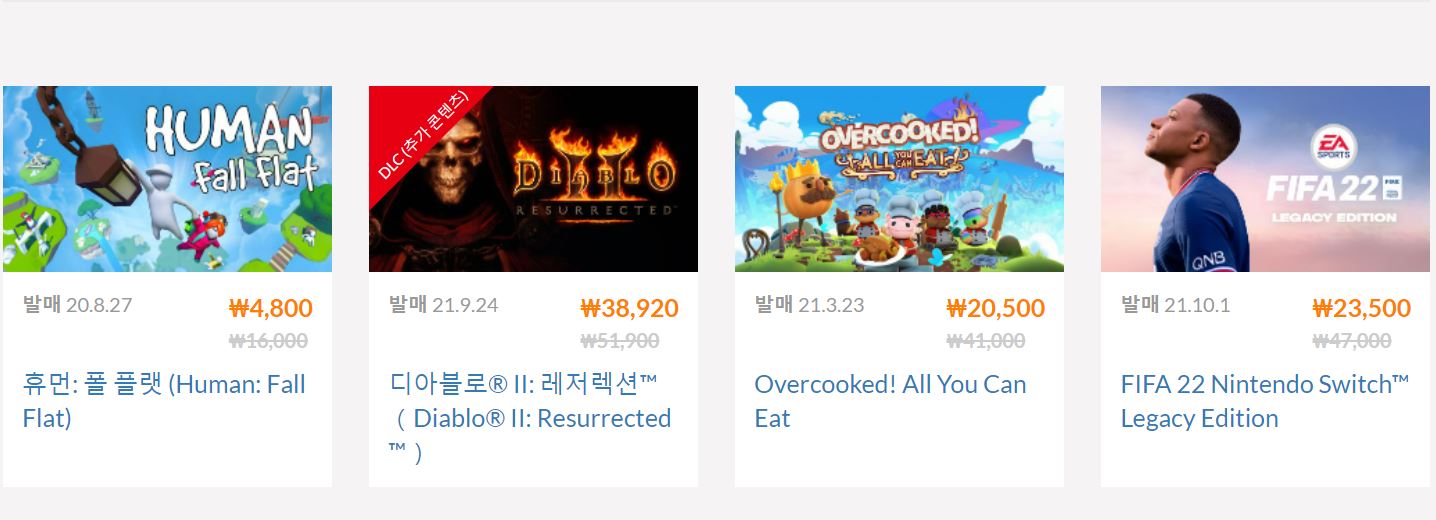 HUMAN
fall flat
발매 20.8.27
₩4,800
₩16,000
휴먼: 폴 플랫 (Human: Fall
Flat)
DLC (추가 콘텐츠)
DIABLO
II
RESURRECTED™
발매 21.9.24
₩38,920
₩51,900
디아블로® II: 레저렉션™
( Diablo® II: Resurrected
™ )
OVERCOOKED!
ALL YOU CAN EAT
발매 21.3.23
₩20,500
₩41,000
Overcooked! All You Can
Eat
EA
SPORTS
FIFA 22
LEGACY EDITION
QNB
발매 21.10.1
₩23,500
₩47,000
FIFA 22 Nintendo Switch™
Legacy Edition